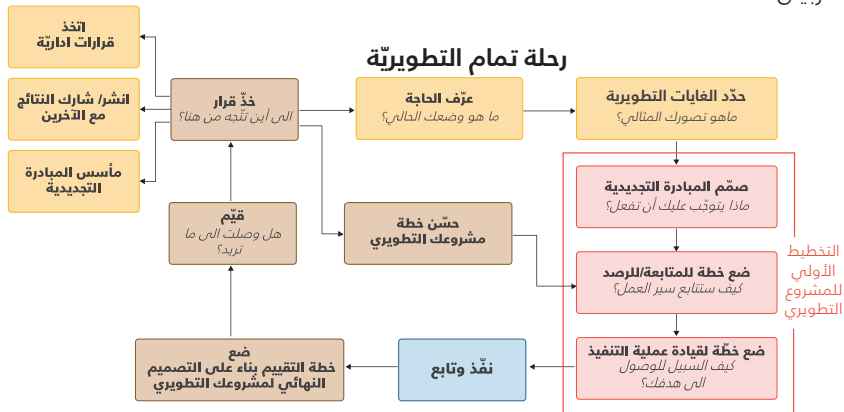 رحلة تمام التطويريّة
اتخذ
قرارات اداريّة
انشر/ شارك النتائج
مع الآخرين
مأسس المبادرة
التجديدية
خذّ قرار
الى أين تتّجه من هنا؟
عرّف الحاجة
ما هو وضعك الحالي؟
حدّد الغايات التطويرية
ماهو تصورك المثالي؟
صمّم المبادرة التجديدية
ماذا يتوجّب عليك أن تفعل؟
قيّم
هل وصلت الى ما
تريد؟
حسّن خطة
مشروعك التطويري
ضع خطة للمتابعة/للرصد
كيف ستتابع سير العمل؟
التخطيط
الأولي
للمشروع
التطويري
ضع خطّة لقيادة عملية التنفيذ
كيف السبيل للوصول
الى هدفك؟
نفّذ وتابع
ضع
خطة التقييم بناء على التصميم
النهائي لمشروعك التطويري